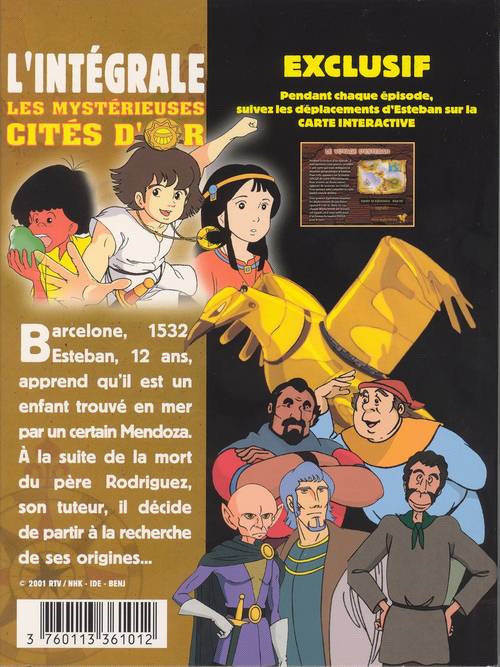 L'INTÉGRALE
LES MYSTÉRIEUSES
CITÉS D'OR
EXCLUSIF
Pendant chaque épisode,
suivez les déplacements d'Esteban sur la
CARTE INTERACTIVE
LE VOYAGE D'ESTEBAN
Barcelone, 1532
Esteban, 12 ans,
apprend qu'il est un
enfant trouvé en mer
par un certain Mendoza.
À la suite de la mort
du père Rodriguez,
son tuteur, il décide
de partir à la recherche
de ses origines...
© 2001 RTV / NHK - IDE - BENJ
3 760113 361012